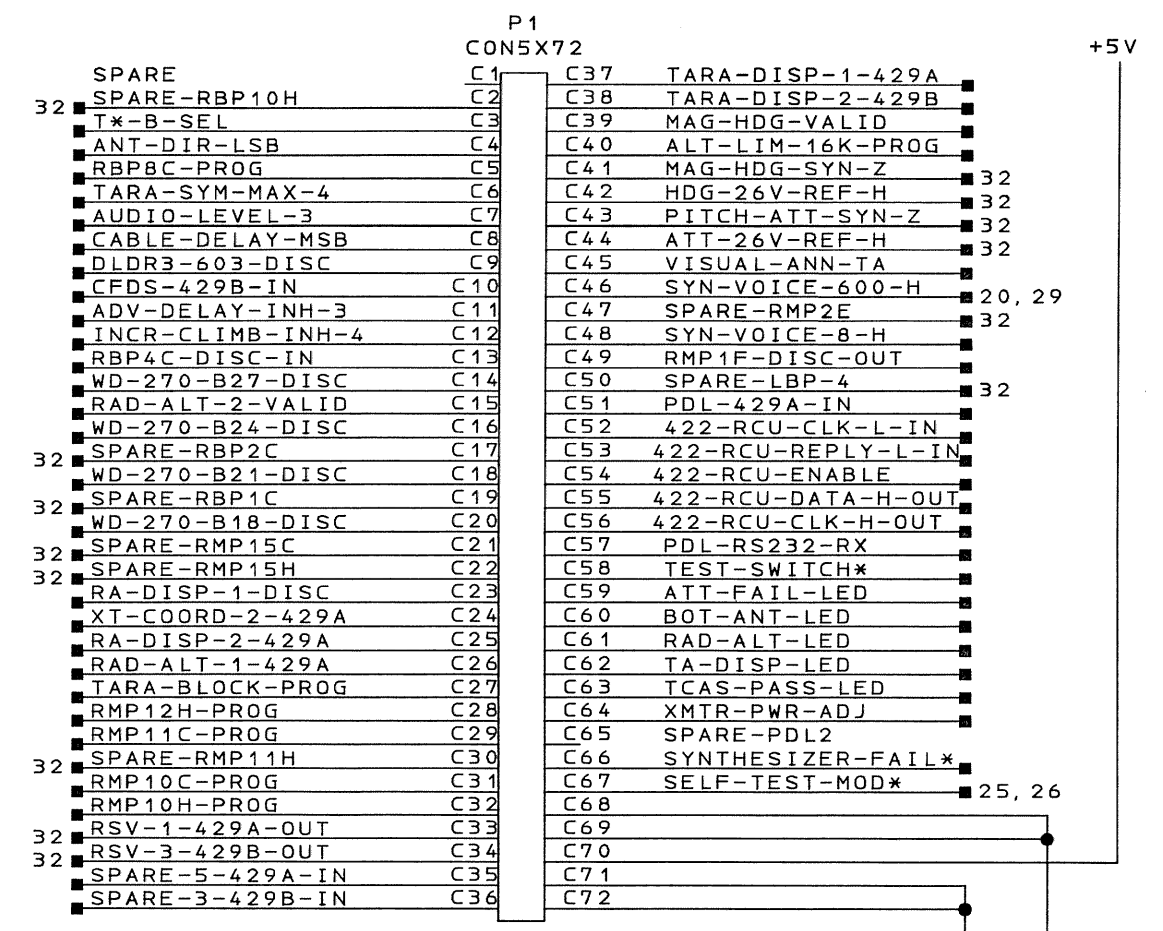 P1
CON5X72
+5V
SPARE C1 C37 TARA-DISP-1-429A
32 SPARE-RBP10H C2 C38 TARA-DISP-2-429B
T*-B-SEL C3 C39 MAG-HDG-VALID
ANT-DIR-LSB C4 C40 ALT-LIM-16K-PROG
RBP8C-PROG C5 C41 MAG-HDG-SYN-Z 32
TARA-SYM-MAX-4 C6 C42 HDG-26V-REF-H 32
AUDIO-LEVEL-3 C7 C43 PITCH-ATT-SYN-Z 32
CABLE-DELAY-MSB C8 C44 ATT-26V-REF-H 32
DLDR3-603-DISC C9 C45 VISUAL-ANN-TA
CFDS-429B-IN C10 C46 SYN-VOICE-600-H 20, 29
ADV-DELAY-INH-3 C11 C47 SPARE-RMP2E 32
INCR-CLIMB-INH-4 C12 C48 SYN-VOICE-8-H
RBP4C-DISC-IN C13 C49 RMP1F-DISC-OUT
WD-270-B27-DISC C14 C50 SPARE-LBP-4 32
RAD-ALT-2-VALID C15 C51 PDL-429A-IN
WD-270-B24-DISC C16 C52 422-RCU-CLK-L-IN
32 SPARE-RBP2C C17 C53 422-RCU-REPLY-L-IN
WD-270-B21-DISC C18 C54 422-RCU-ENABLE
32 SPARE-RBP1C C19 C55 422-RCU-DATA-H-OUT
WD-270-B18-DISC C20 C56 422-RCU-CLK-H-OUT
32 SPARE-RMP15C C21 C57 PDL-RS232-RX
32 SPARE-RMP15H C22 C58 TEST-SWITCH*
RA-DISP-1-DISC C23 C59 ATT-FAIL-LED
XT-COORD-2-429A C24 C60 BOT-ANT-LED
RA-DISP-2-429A C25 C61 RAD-ALT-LED
RAD-ALT-1-429A C26 C62 TA-DISP-LED
TARA-BLOCK-PROG C27 C63 TCAS-PASS-LED
RMP12H-PROG C28 C64 XMTR-PWR-ADJ
RMP11C-PROG C29 C65 SPARE-PDL2
32 SPARE-RMP11H C30 C66 SYNTHESIZER-FAIL*
RMP10C-PROG C31 C67 SELF-TEST-MOD* 25, 26
RMP10H-PROG C32 C68
32 RSV-1-429A-OUT C33 C69
32 RSV-3-429B-OUT C34 C70
SPARE-5-429A-IN C35 C71
SPARE-3-429B-IN C36 C72